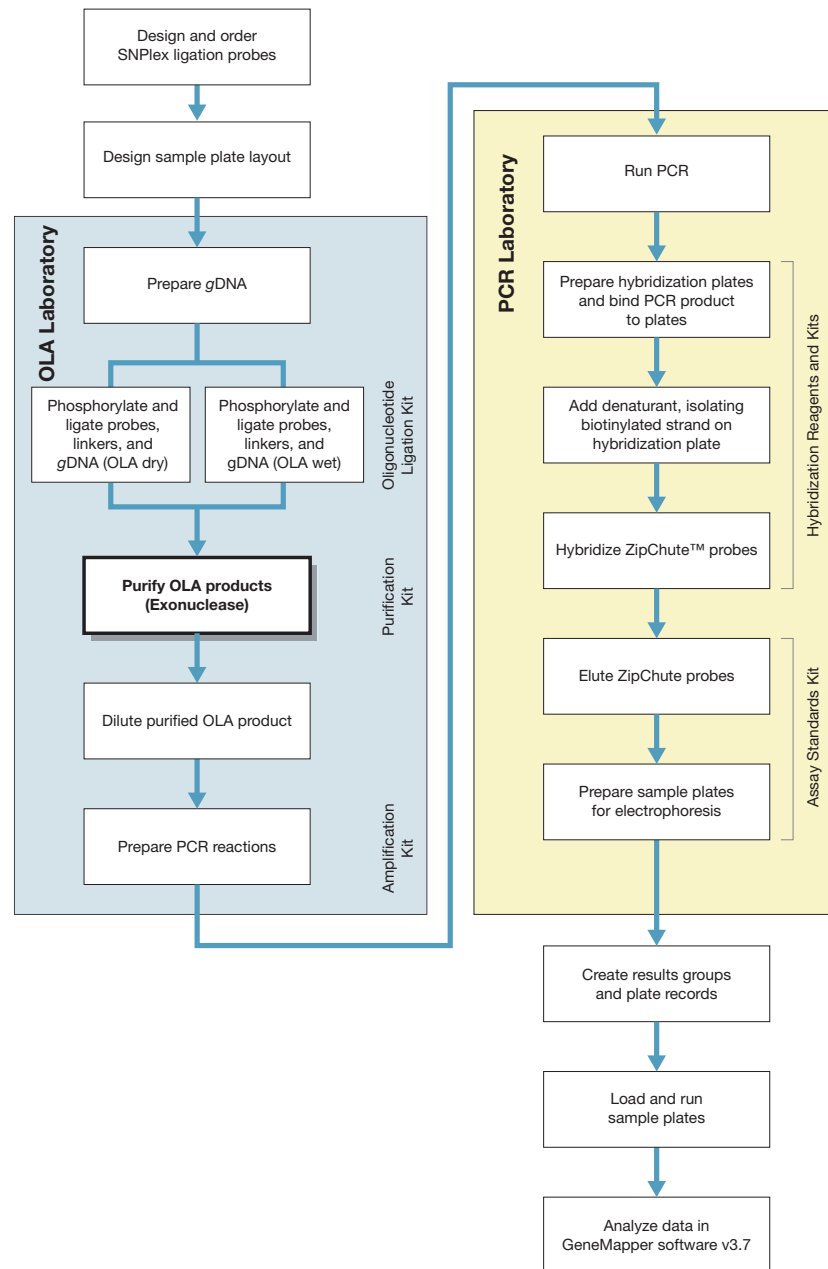 Design and order
SNPlex ligation probes
Design sample plate layout
OLA Laboratory
Prepare gDNA
Phosphorylate and
ligate probes,
linkers, and
gDNA (OLA dry)
Phosphorylate and
ligate probes,
linkers, and
gDNA (OLA wet)
Oligonucleotide
Ligation Kit
Purify OLA products
(Exonuclease)
Purification
Kit
Dilute purified OLA product
Prepare PCR reactions
Amplification
Kit
PCR Laboratory
Run PCR
Prepare hybridization plates
and bind PCR product
to plates
Add denaturant, isolating
biotinylated strand on
hybridization plate
Hybridize ZipChute™ probes
Hybridization Reagents and Kits
Elute ZipChute probes
Prepare sample plates
for electrophoresis
Assay Standards Kit
Create results groups
and plate records
Load and run
sample plates
Analyze data in
GeneMapper software v3.7